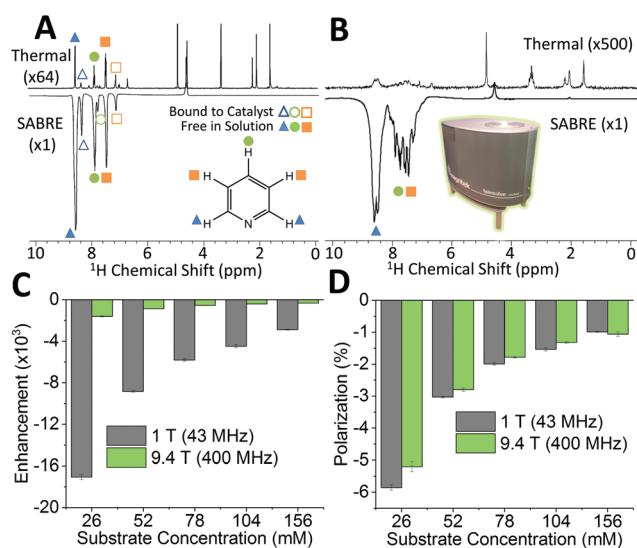 A
Thermal
(x64)
SABRE
(x1)
Bound to Catalyst
Free in Solution
H
H H
H N H
10 8 6 4 2 0
¹H Chemical Shift (ppm)
B
Thermal (x500)
SABRE (x1)
10 8 6 4 2 0
¹H Chemical Shift (ppm)
C
Enhancement (x10³)
0
-4
-8
-12
-16
-20
1 T (43 MHz)
9.4 T (400 MHz)
26 52 78 104 156
Substrate Concentration (mM)
D
Polarization (%)
0
-1
-2
-3
-4
-5
-6
1 T (43 MHz)
9.4 T (400 MHz)
26 52 78 104 156
Substrate Concentration (mM)